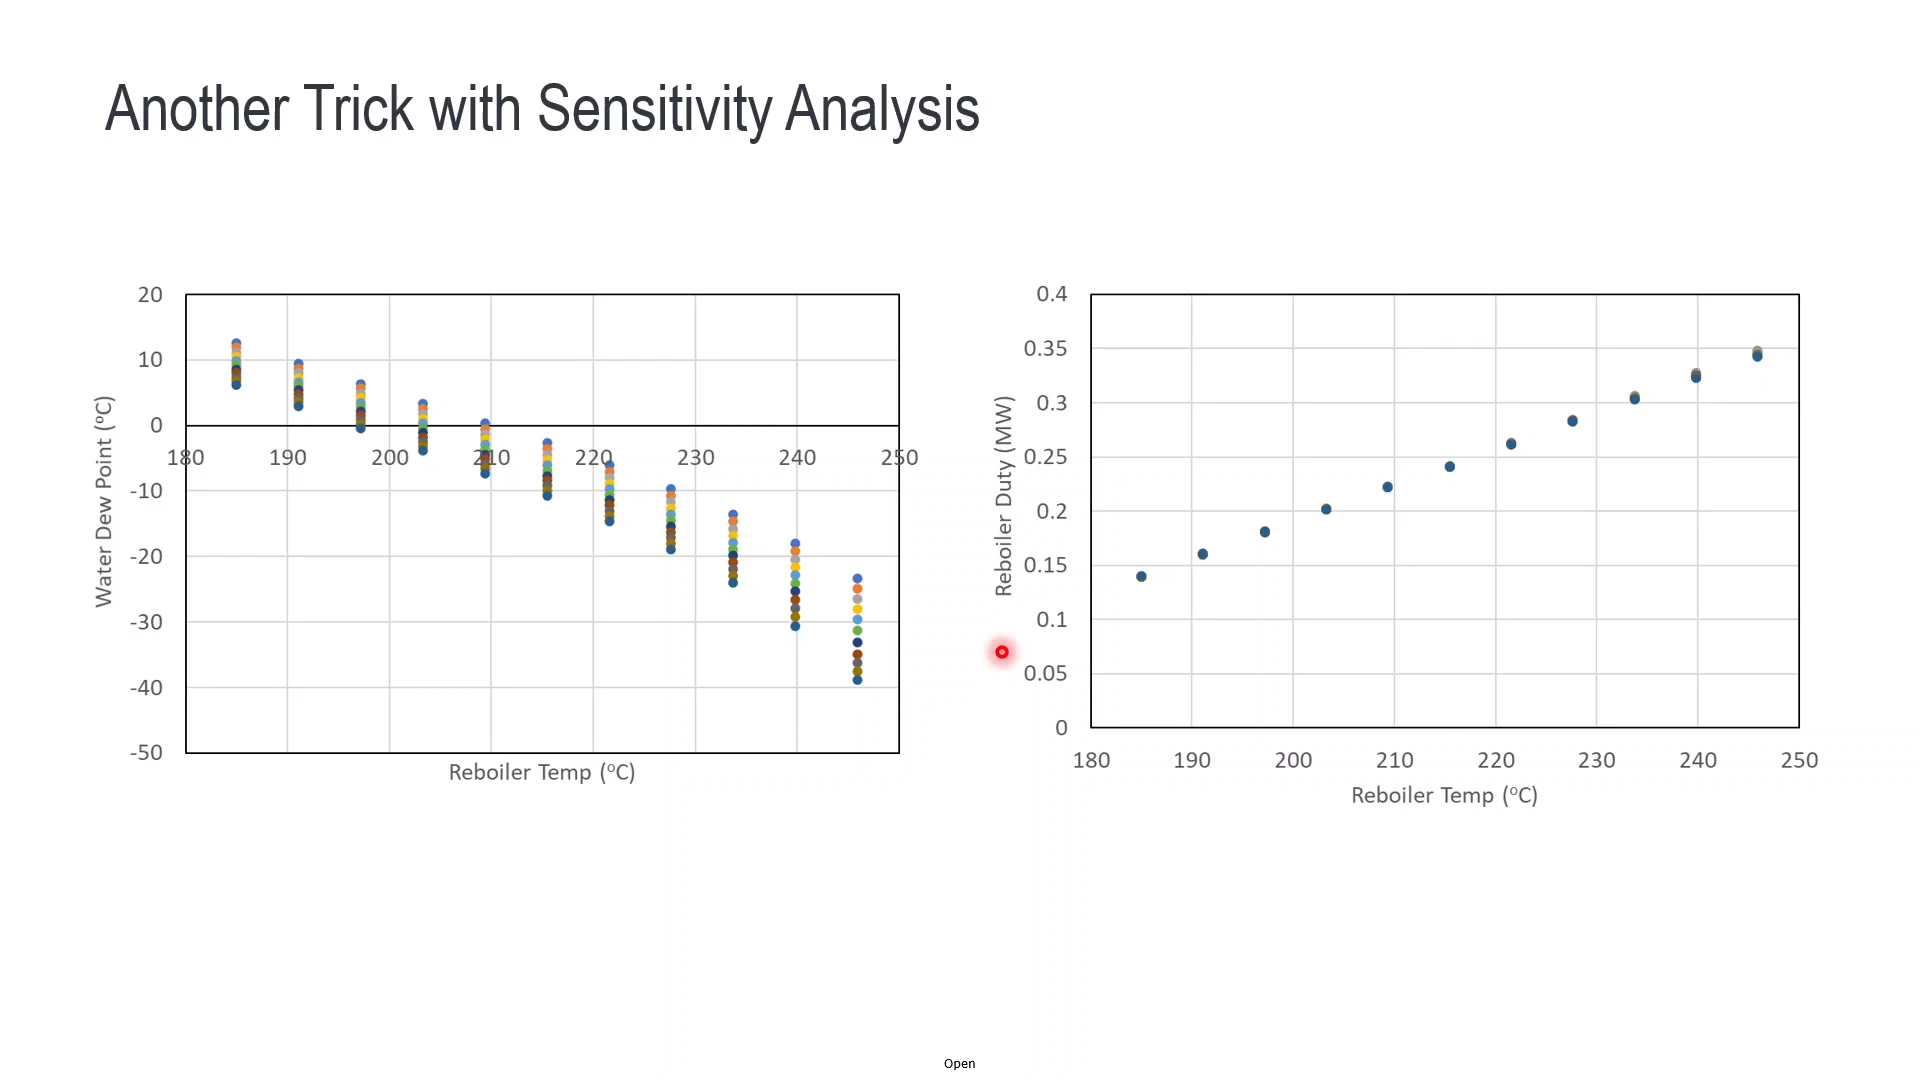 Another Trick with Sensitivity Analysis
20
10
0
180 190 200 210 220 230 240 250
-10
-20
-30
-40
-50
Water Dew Point (ºC)
Reboiler Temp (ºC)
0.4
0.35
0.3
0.25
0.2
0.15
0.1
0.05
0
Reboiler Duty (MW)
180 190 200 210 220 230 240 250
Reboiler Temp (ºC)
Open